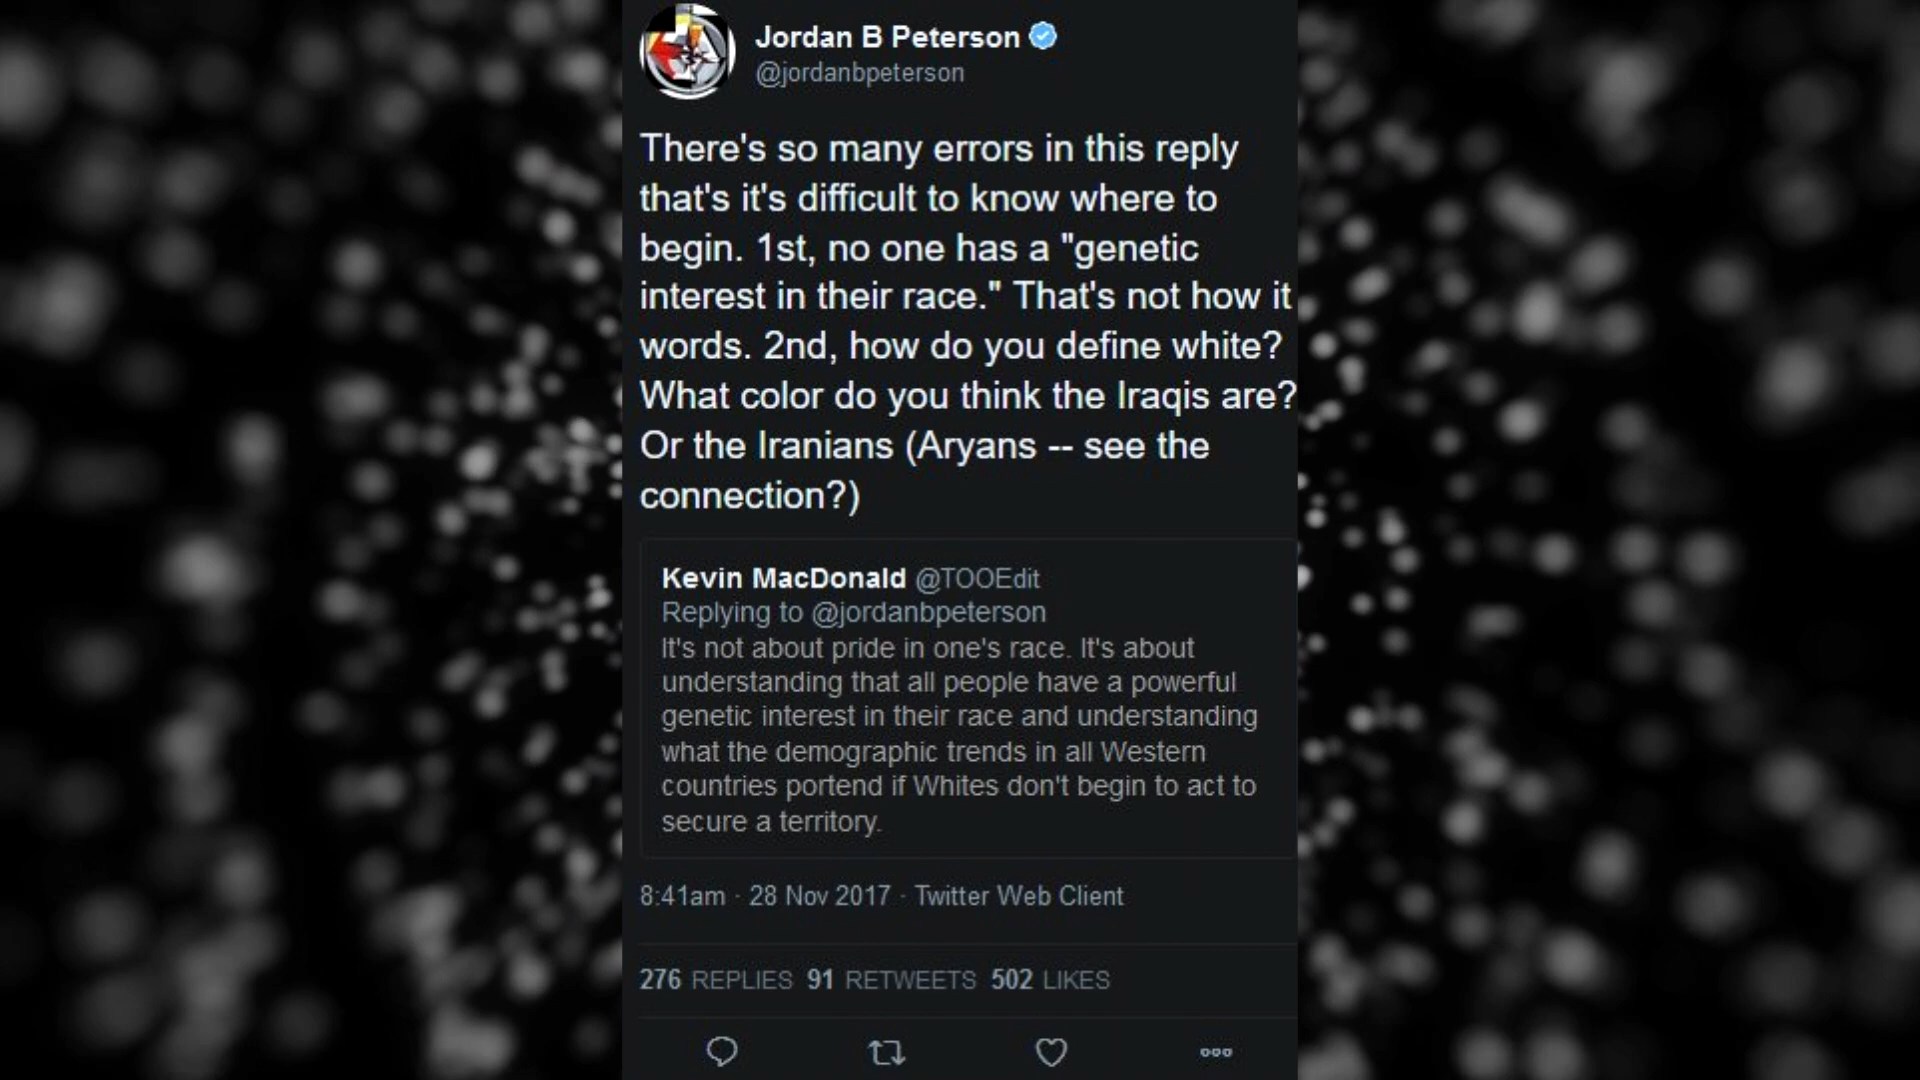 Jordan B Peterson
@jordanbpeterson
There's so many errors in this reply
that's it's difficult to know where to
begin. 1st, no one has a "genetic
interest in their race." That's not how it
words. 2nd, how do you define white?
What color do you think the Iraqis are?
Or the Iranians (Aryans -- see the
connection?)
Kevin MacDonald @TOOEdit
Replying to @jordanbpeterson
It's not about pride in one's race. It's about
understanding that all people have a powerful
genetic interest in their race and understanding
what the demographic trends in all Western
countries portend if Whites don't begin to act to
secure a territory.
8:41am · 28 Nov 2017 · Twitter Web Client
276 REPLIES 91 RETWEETS 502 LIKES